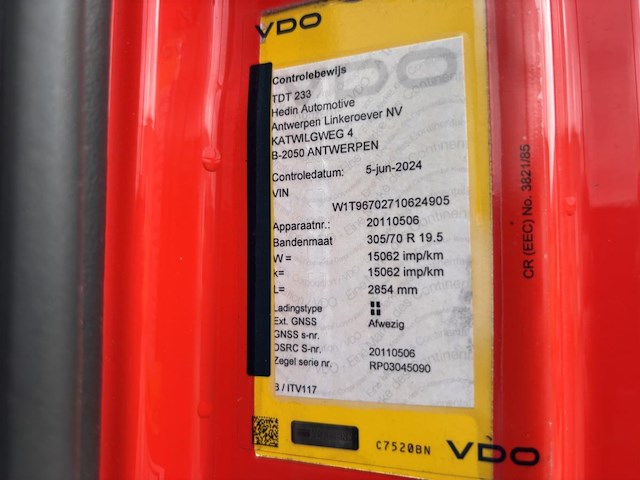 VDO
Controlebewijs
TDT 233
Hedin Automotive
Antwerpen Linkeroever NV
KATWILGWEG 4
B-2050 ANTWERPEN
Controledatum: 5-jun-2024
VIN
W1T96702710624905
Apparaatnr.: 20110506
Bandenmaat 305/70 R 19.5
W = 15062 imp/km
k= 15062 imp/km
L= 2854 mm
Ladingstype
Ext. GNSS Afwezig
GNSS s-nr.
DSRC S-nr. 20110506
Zegel serie nr. RP03045090
B / ITV117
C7520BN
VDO
CR (EEC) No. 3821/85